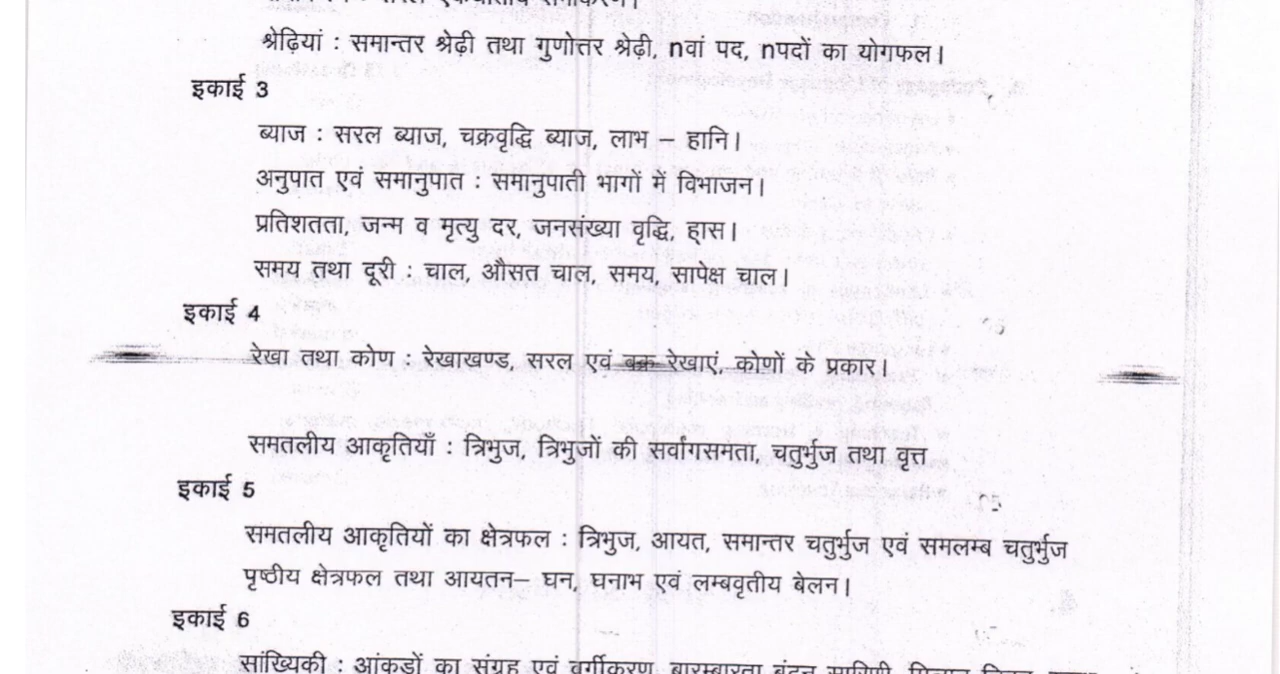 श्रेढ़ियां : समान्तर श्रेढ़ी तथा गुणोत्तर श्रेढी, nवां पद, nपदों का योगफल।
इकाई 3
ब्याज : सरल ब्याज, चक्रवृद्धि ब्याज, लाभ – हानि।
अनुपात एवं समानुपात : समानुपाती भागों में विभाजन।
प्रतिशतता, जन्म व मृत्यु दर, जनसंख्या वृद्धि, ह्रास।
समय तथा दूरी : चाल, औसत चाल, समय, सापेक्ष चाल।
इकाई 4
रेखा तथा कोण : रेखाखण्ड, सरल एवं वक्र रेखाएं, कोणों के प्रकार।
समतलीय आकृतियाँ : त्रिभुज, त्रिभुजों की सर्वांगसमता, चतुर्भुज तथा वृत्त
इकाई 5
समतलीय आकृतियों का क्षेत्रफल : त्रिभुज, आयत, समान्तर चतुर्भुज एवं समलम्ब चतुर्भुज
पृष्ठीय क्षेत्रफल तथा आयतन– घन, घनाभ एवं लम्बवृतीय बेलन।
इकाई 6
सांख्यिकी : आंकड़ों का संग्रह एवं वर्गीकरण, बारम्बारता बंटन सारिणी,